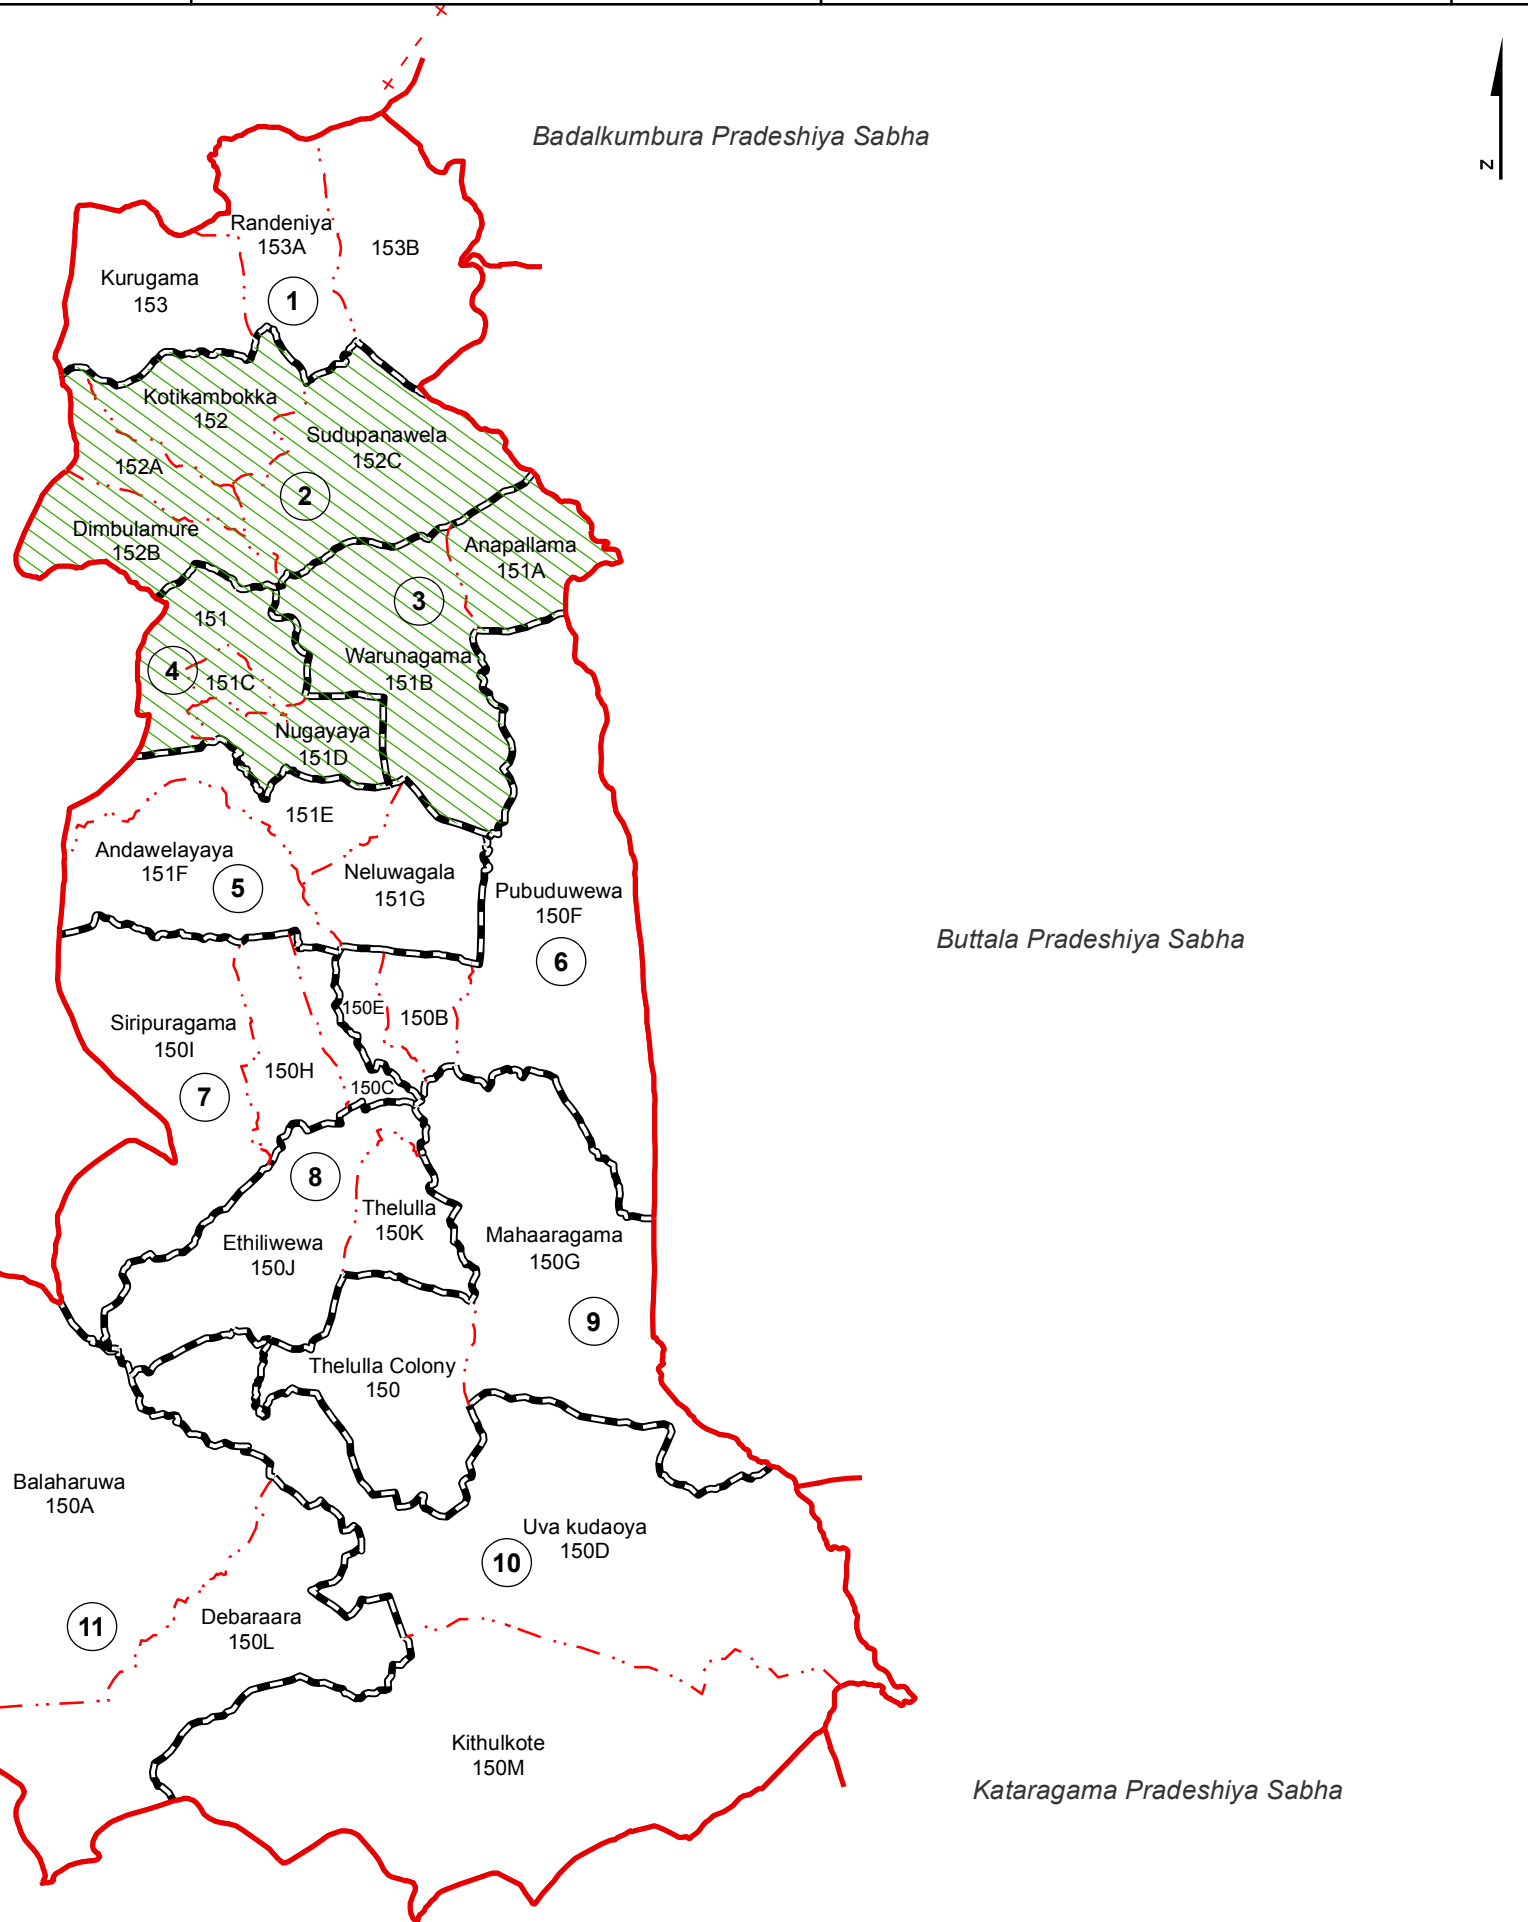 Badalkumbura Pradeshiya Sabha
N
Randeniya
153A
153B
Kurugama
153
1
Kotikambokka
152
Sudupanawela
152C
152A
2
Dimbulamure
152B
Anapallama
151A
3
151
Warunagama
151B
4
151C
Nugayaya
151D
151E
Andawelayaya
151F
5
Neluwagala
151G
Pubuduwewa
150F
6
Buttala Pradeshiya Sabha
150E
150B
Siripuragama
150I
150H
7
150C
8
Thelulla
150K
Ethiliwewa
150J
Mahaaragama
150G
9
Thelulla Colony
150
Balaharuwa
150A
Uva kudaoya
150D
10
11
Debaraara
150L
Kithulkote
150M
Kataragama Pradeshiya Sabha